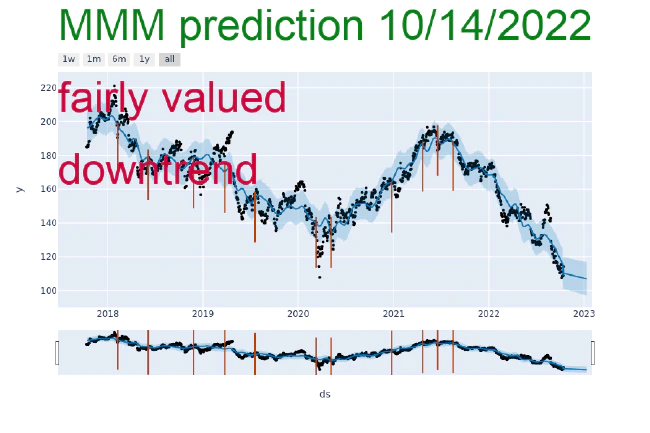 MMM prediction 10/14/2022
1w 1m 6m 1y all
fairly valued
downtrend
220
200
180
160
140
120
100
y
2018 2019 2020 2021 2022 2023
ds